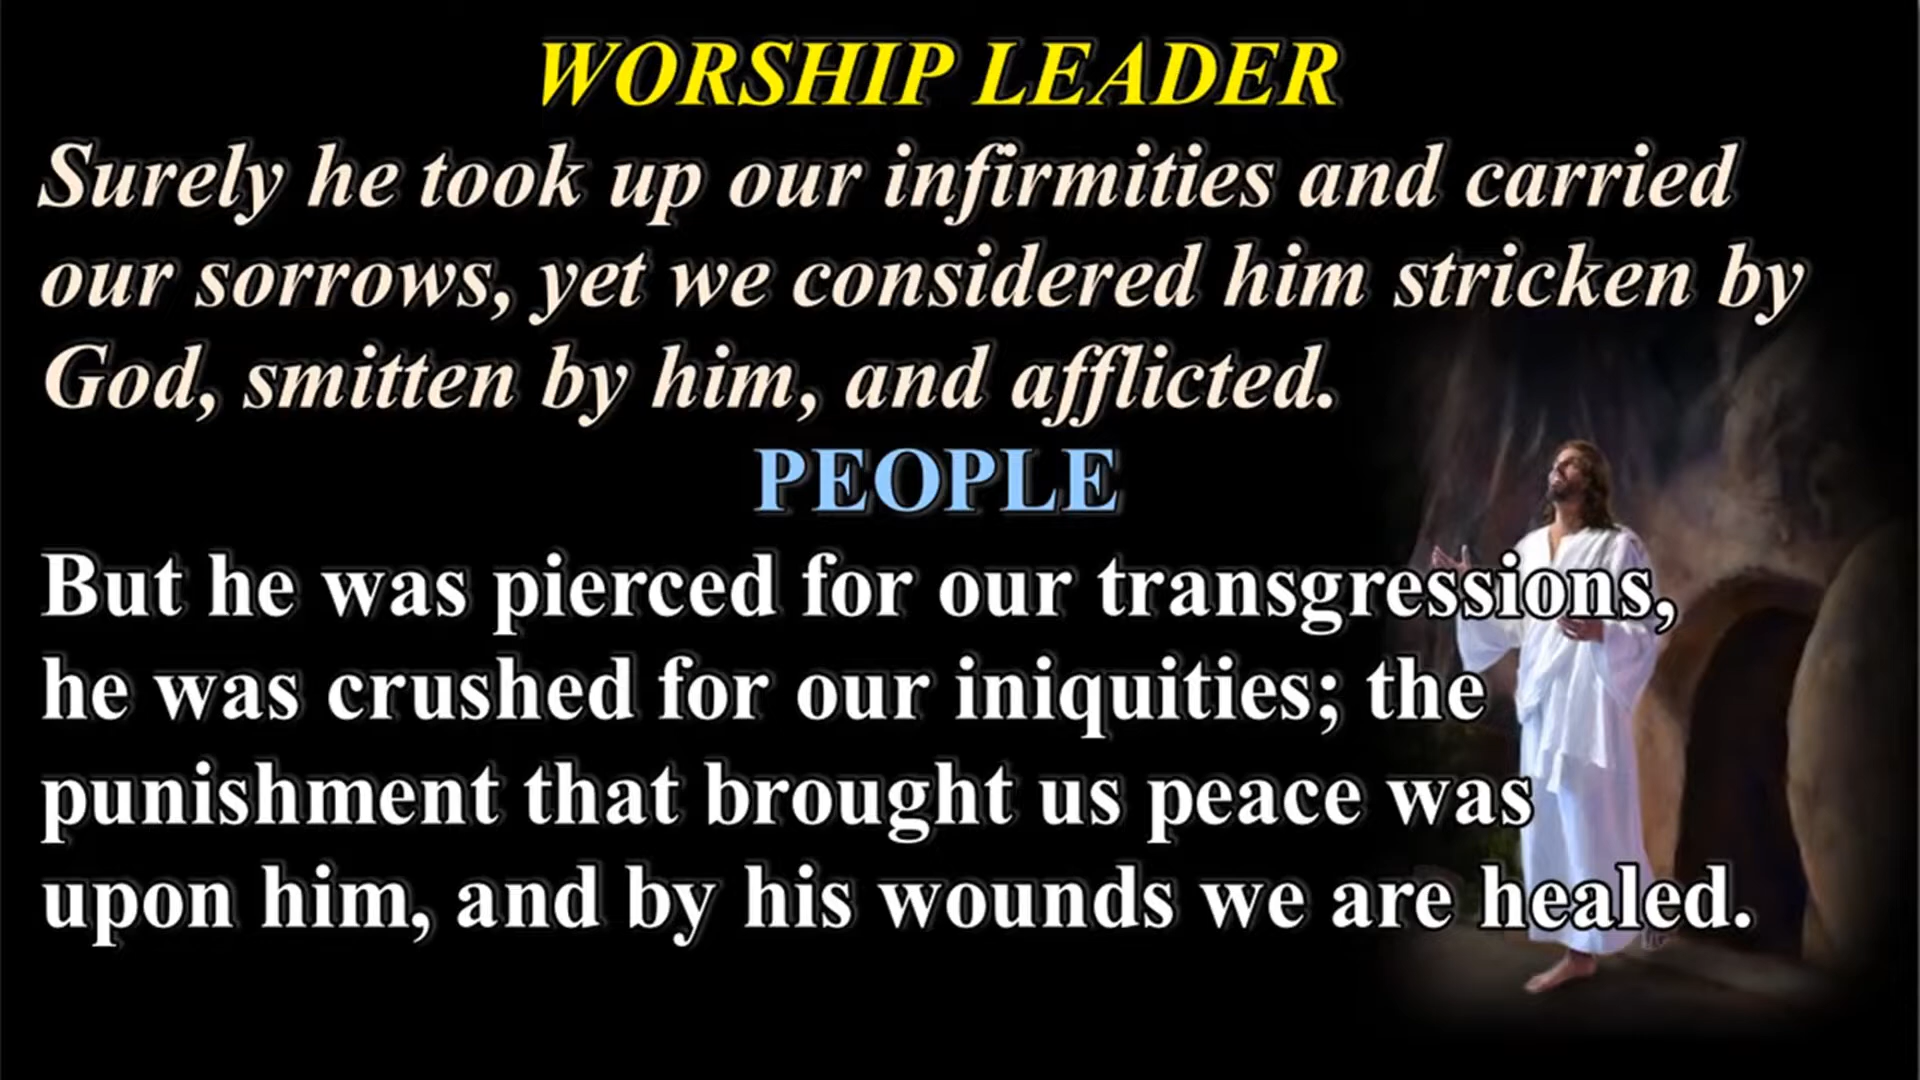 WORSHIP LEADER
Surely he took up our infirmities and carried
our sorrows, yet we considered him stricken by
God, smitten by him, and afflicted.
PEOPLE
But he was pierced for our transgressions,
he was crushed for our iniquities; the
punishment that brought us peace was
upon him, and by his wounds we are healed.